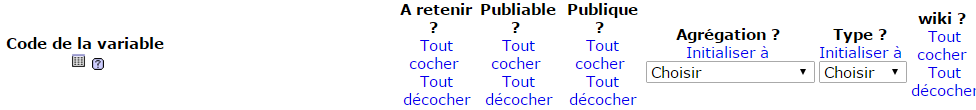 Code de la variable
?
A retenir ?
Tout cocher
Tout décocher
Publiable ?
Tout cocher
Tout décocher
Publique ?
Tout cocher
Tout décocher
Agrégation ?
Initialiser à
Choisir
Type ?
Initialiser à
Choisir
wiki ?
Tout cocher
Tout décocher